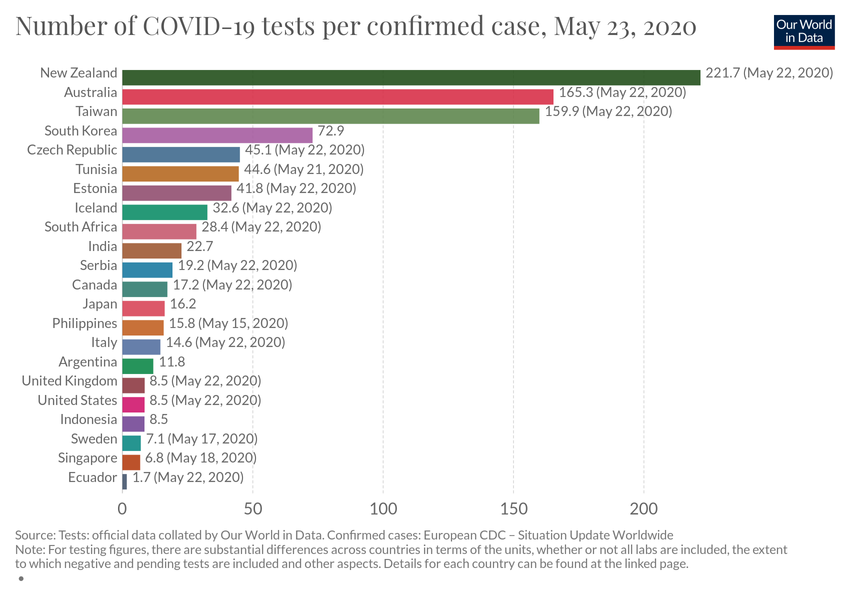 Number of COVID-19 tests per confirmed case, May 23, 2020
Our World
in Data
New Zealand 221.7 (May 22, 2020)
Australia 165.3 (May 22, 2020)
Taiwan 159.9 (May 22, 2020)
South Korea 72.9
Czech Republic 45.1 (May 22, 2020)
Tunisia 44.6 (May 21, 2020)
Estonia 41.8 (May 22, 2020)
Iceland 32.6 (May 22, 2020)
South Africa 28.4 (May 22, 2020)
India 22.7
Serbia 19.2 (May 22, 2020)
Canada 17.2 (May 22, 2020)
Japan 16.2
Philippines 15.8 (May 15, 2020)
Italy 14.6 (May 22, 2020)
Argentina 11.8
United Kingdom 8.5 (May 22, 2020)
United States 8.5 (May 22, 2020)
Indonesia 8.5
Sweden 7.1 (May 17, 2020)
Singapore 6.8 (May 18, 2020)
Ecuador 1.7 (May 22, 2020)
0 50 100 150 200
Source: Tests: official data collated by Our World in Data. Confirmed cases: European CDC – Situation Update Worldwide
Note: For testing figures, there are substantial differences across countries in terms of the units, whether or not all labs are included, the extent
to which negative and pending tests are included and other aspects. Details for each country can be found at the linked page.
•